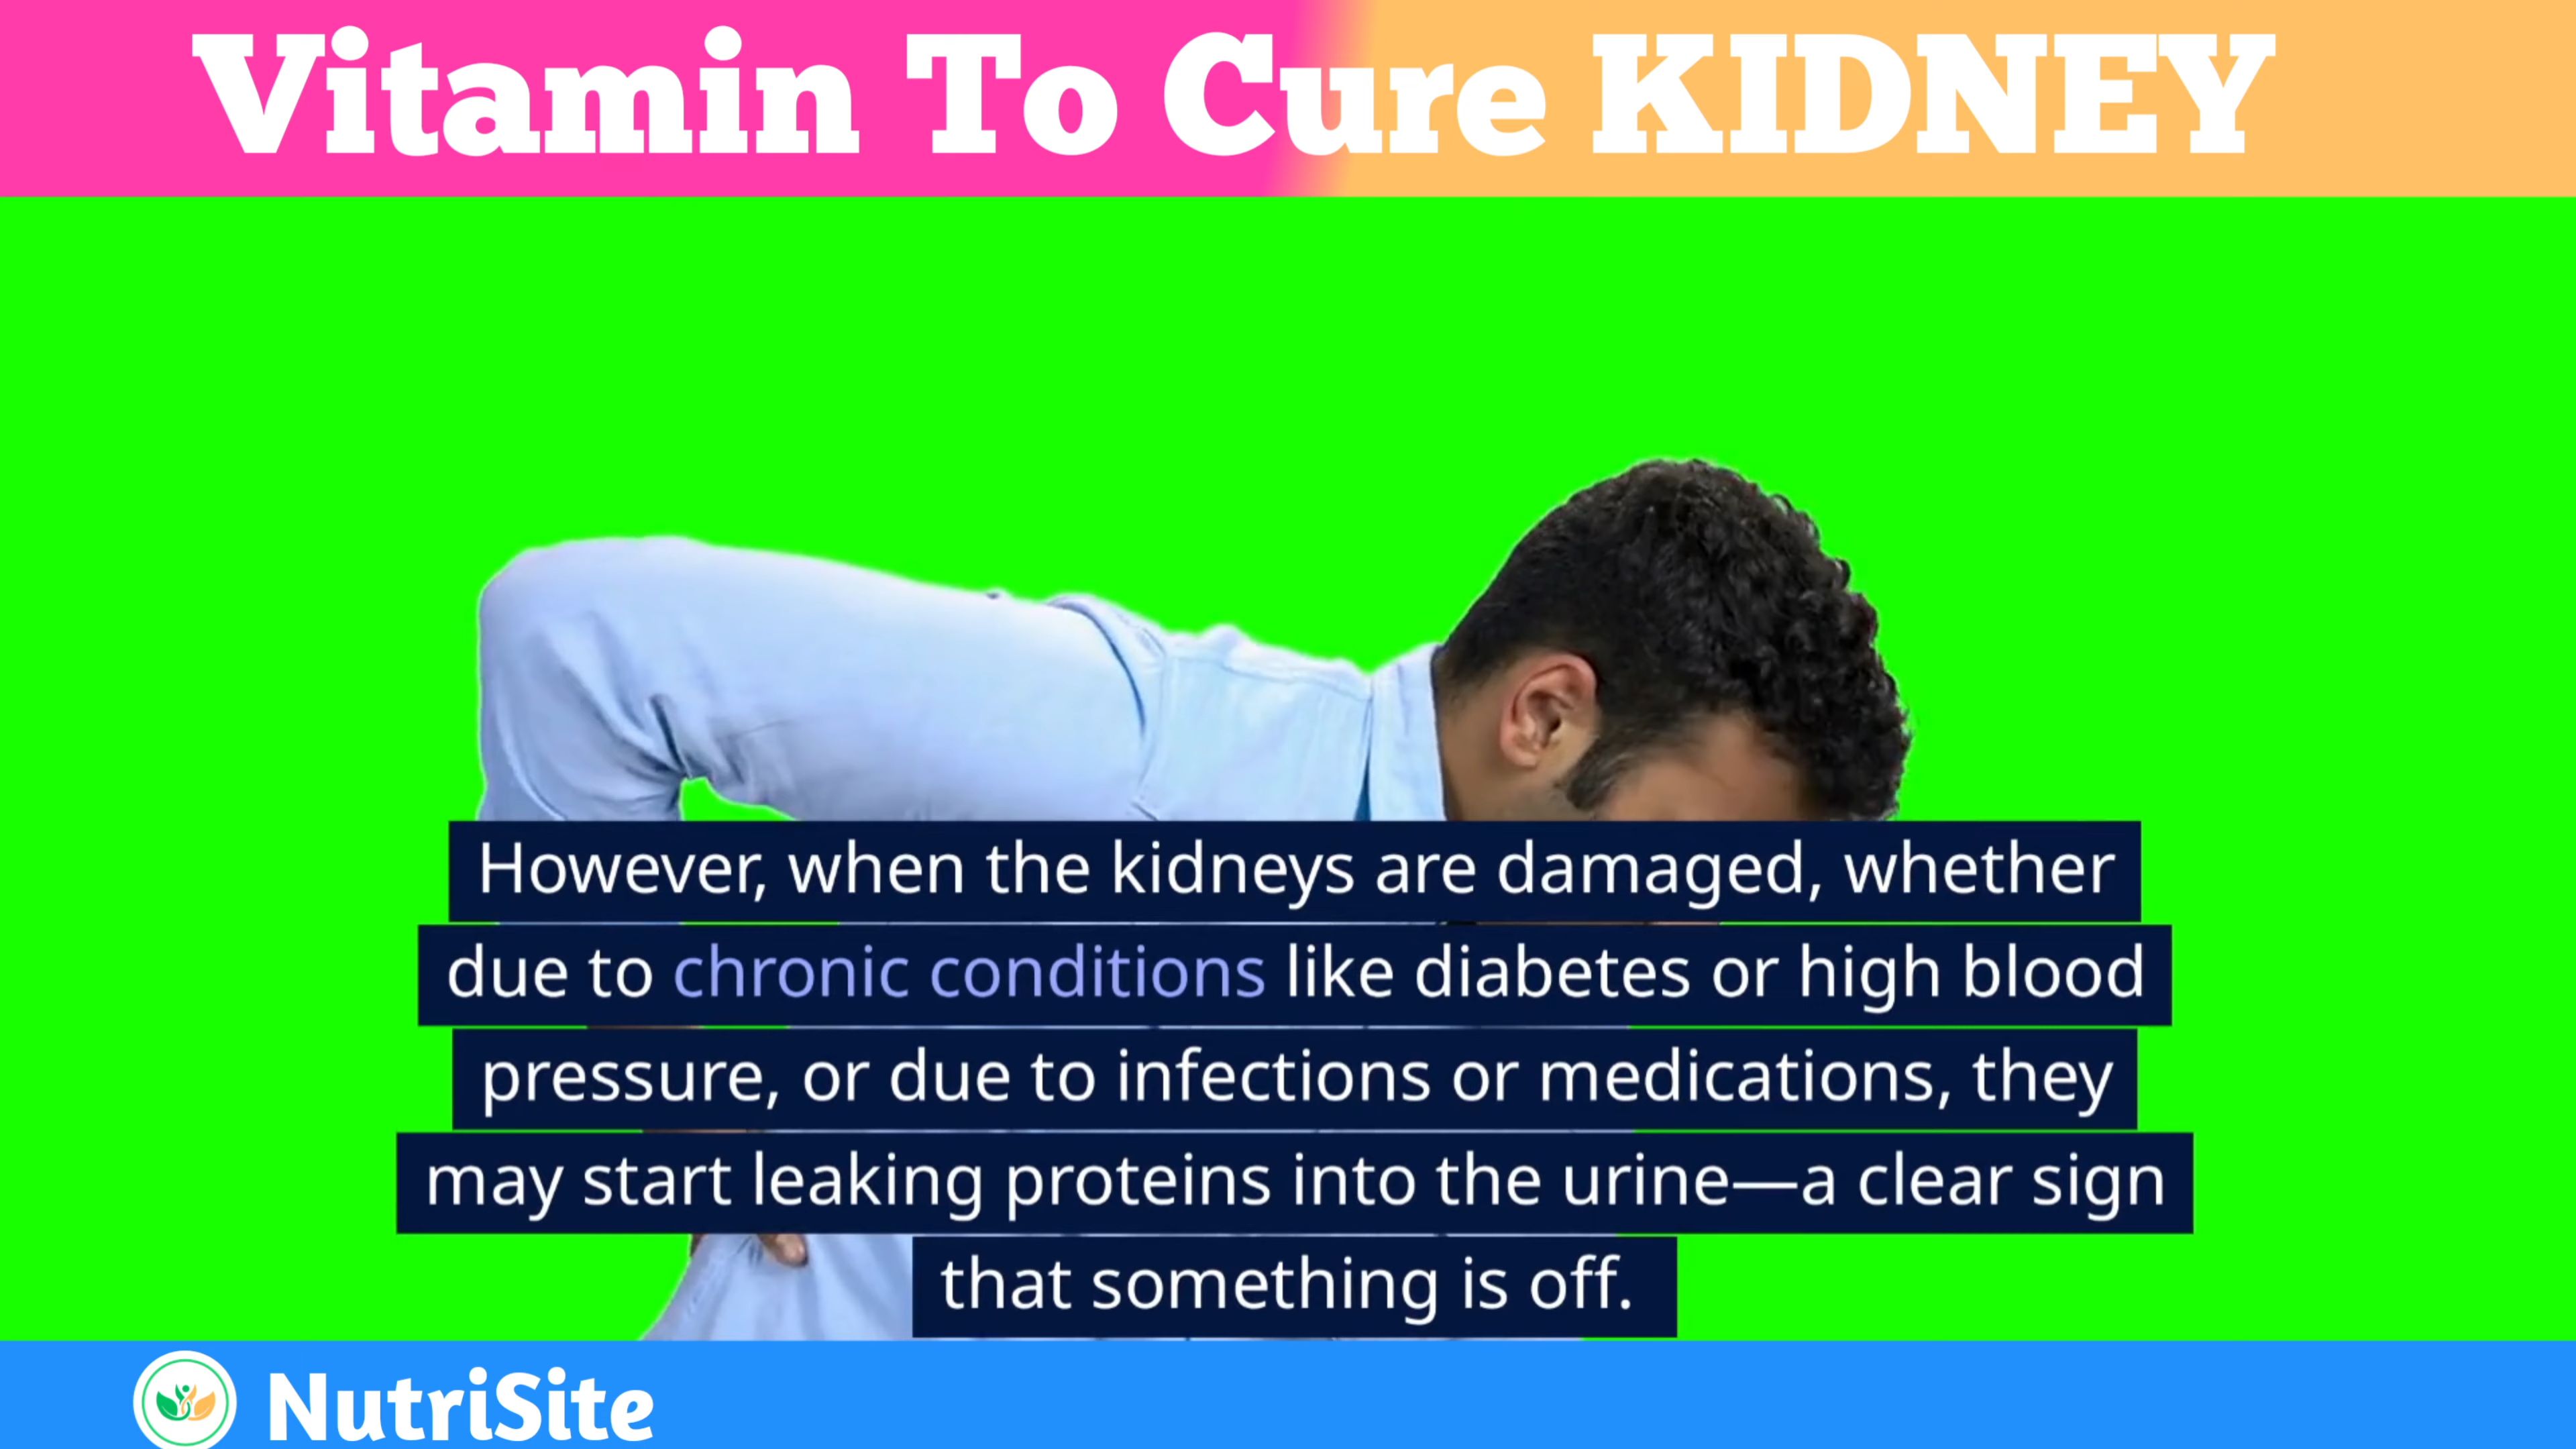 Vitamin To Cure KIDNEY
However, when the kidneys are damaged, whether
due to chronic conditions like diabetes or high blood
pressure, or due to infections or medications, they
may start leaking proteins into the urine—a clear sign
that something is off.
NutriSite